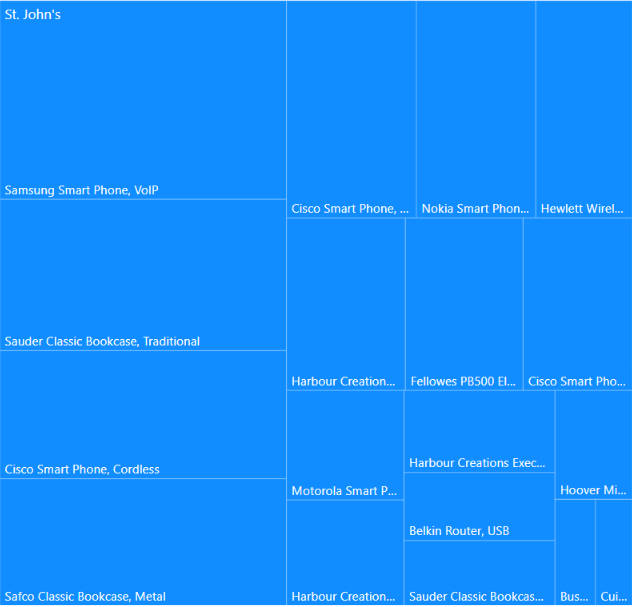 St. John's
Samsung Smart Phone, VoIP
Cisco Smart Phone, ...
Nokia Smart Phon...
Hewlett Wirel...
Sauder Classic Bookcase, Traditional
Harbour Creation...
Fellowes PB500 El...
Cisco Smart Pho...
Cisco Smart Phone, Cordless
Harbour Creations Exec...
Motorola Smart P...
Hoover Mi...
Belkin Router, USB
Safco Classic Bookcase, Metal
Harbour Creation...
Sauder Classic Bookcas...
Bus...
Cui...